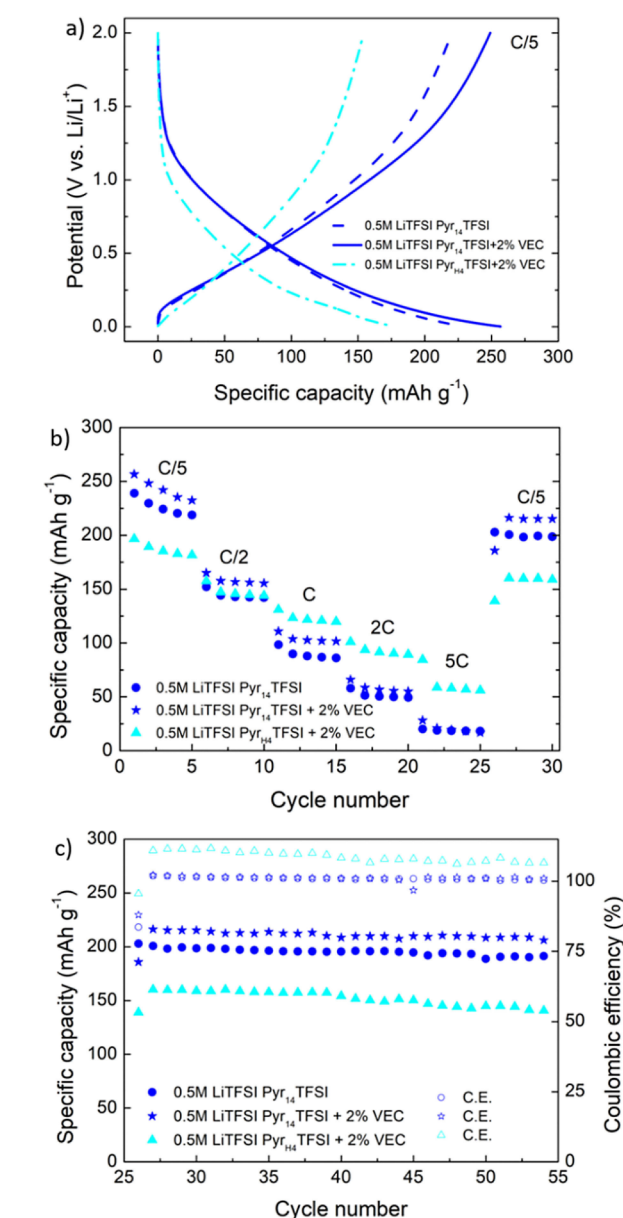 a)
2.0
1.5
1.0
0.5
0.0
Potential (V vs. Li/Li⁺)
C/5
0.5M LiTFSI Pyr₁₄TFSI
0.5M LiTFSI Pyr₁₄TFSI+2% VEC
0.5M LiTFSI Pyr_H4TFSI+2% VEC
0 50 100 150 200 250 300
Specific capacity (mAh g⁻¹)
b)
300
250
200
150
100
50
0
Specific capacity (mAh g⁻¹)
C/5
C/2
C
2C
5C
C/5
0.5M LiTFSI Pyr₁₄TFSI
0.5M LiTFSI Pyr₁₄TFSI + 2% VEC
0.5M LiTFSI Pyr_H4TFSI + 2% VEC
0 5 10 15 20 25 30
Cycle number
c)
300
250
200
150
100
50
0
Specific capacity (mAh g⁻¹)
0.5M LiTFSI Pyr₁₄TFSI
0.5M LiTFSI Pyr₁₄TFSI + 2% VEC
0.5M LiTFSI Pyr_H4TFSI + 2% VEC
C.E.
C.E.
C.E.
100
75
50
25
0
Coulombic efficiency (%)
25 30 35 40 45 50 55
Cycle number